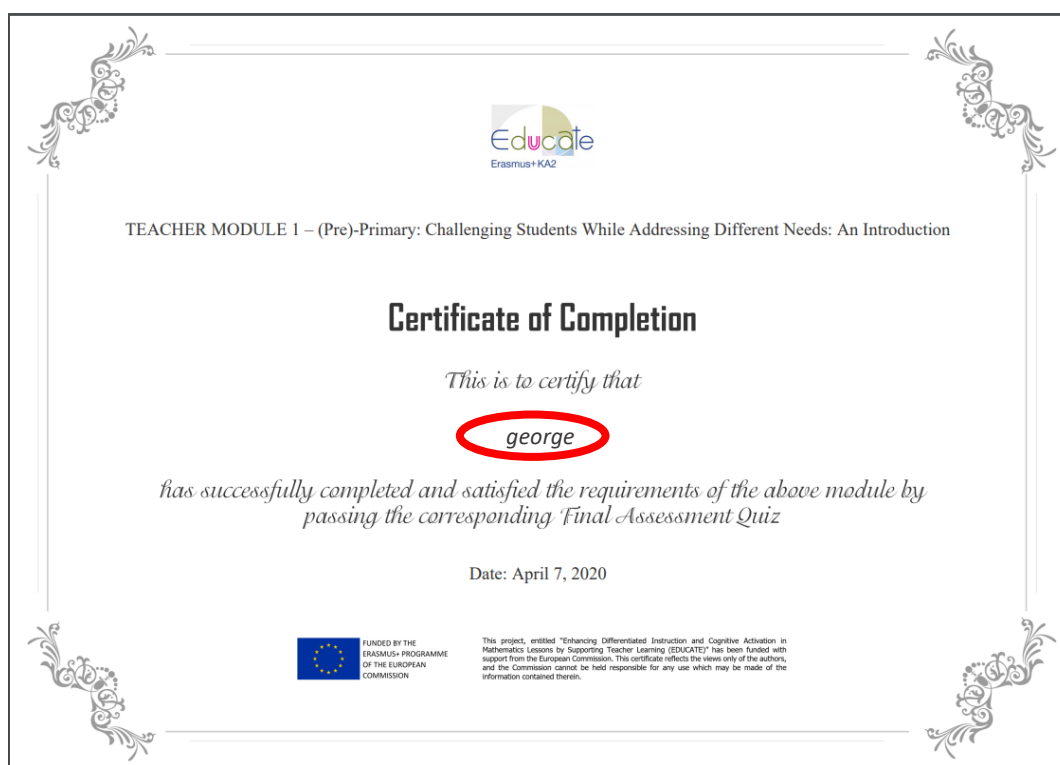 Educate
Erasmus+ KA2
TEACHER MODULE 1 – (Pre)-Primary: Challenging Students While Addressing Different Needs: An Introduction
Certificate of Completion
This is to certify that
george
has successfully completed and satisfied the requirements of the above module by
passing the corresponding Final Assessment Quiz
Date: April 7, 2020
FUNDED BY THE
ERASMUS+ PROGRAMME
OF THE EUROPEAN
COMMISSION
This project, entitled "Enhancing Differentiated Instruction and Cognitive Activation in
Mathematics Lessons by Supporting Teacher Learning (EDUCATE)" has been funded with
support from the European Commission. This certificate reflects the views only of the authors,
and the Commission cannot be held responsible for any use which may be made of the
information contained therein.